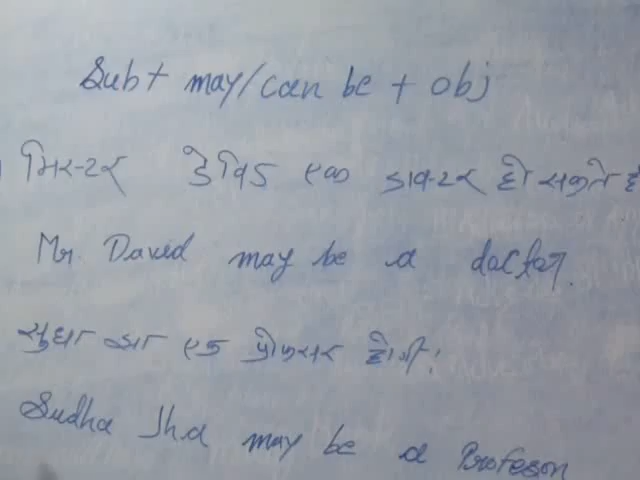 Sub + may/can be + obj
मिस्टर डेविड एक डाक्टर हो सकते है
Mr. David may be a doctor.
सुधा झा एक प्रोफेसर होगी।
Sudha Jha may be a Profeson